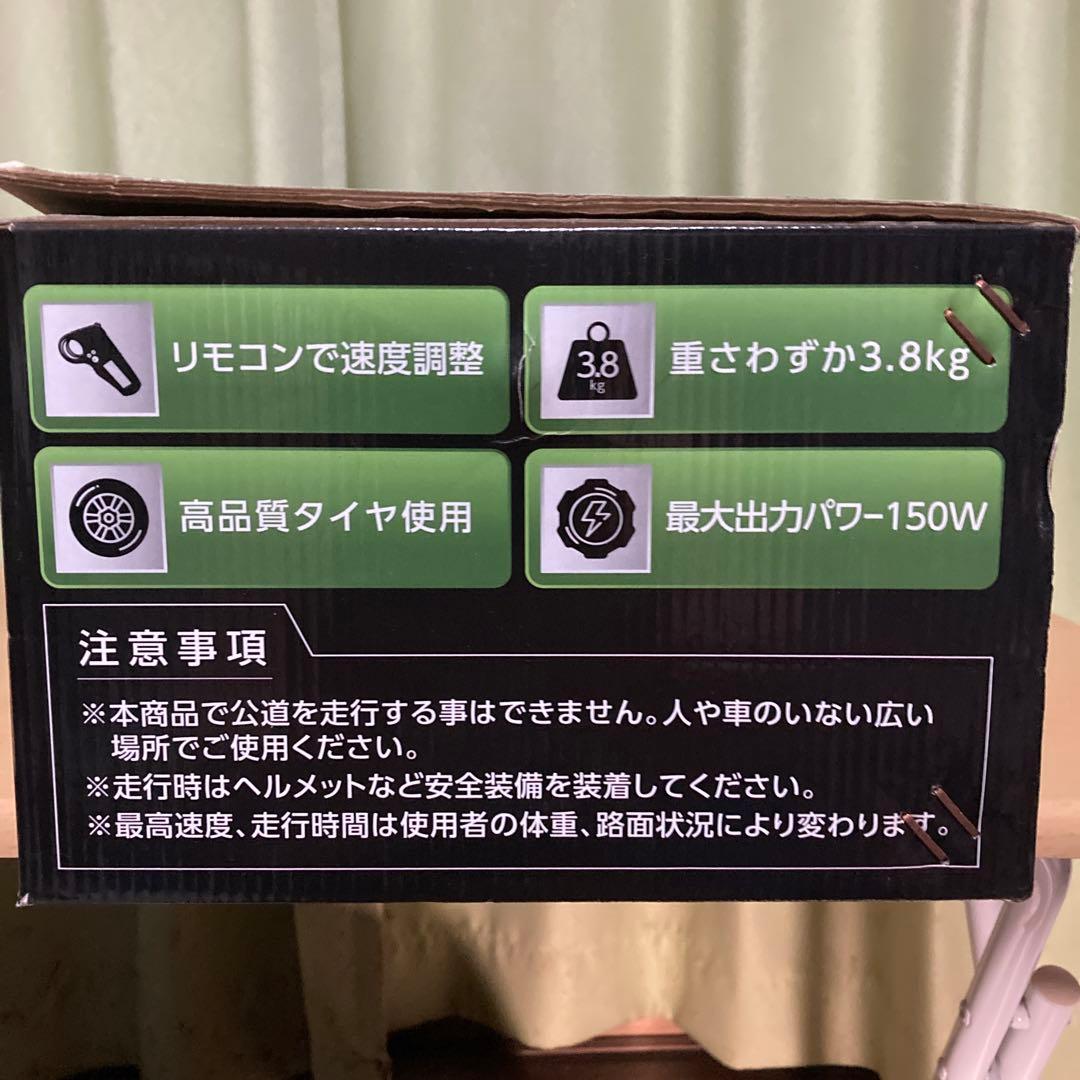 リモコンで速度調整
3.8
kg
重さわずか3.8kg
高品質タイヤ使用
最大出力パワー150W
注意事項
※本商品で公道を走行する事はできません。人や車のいない広い
場所でご使用ください。
※走行時はヘルメットなど安全装備を装着してください。
※最高速度、走行時間は使用者の体重、路面状況により変わります。